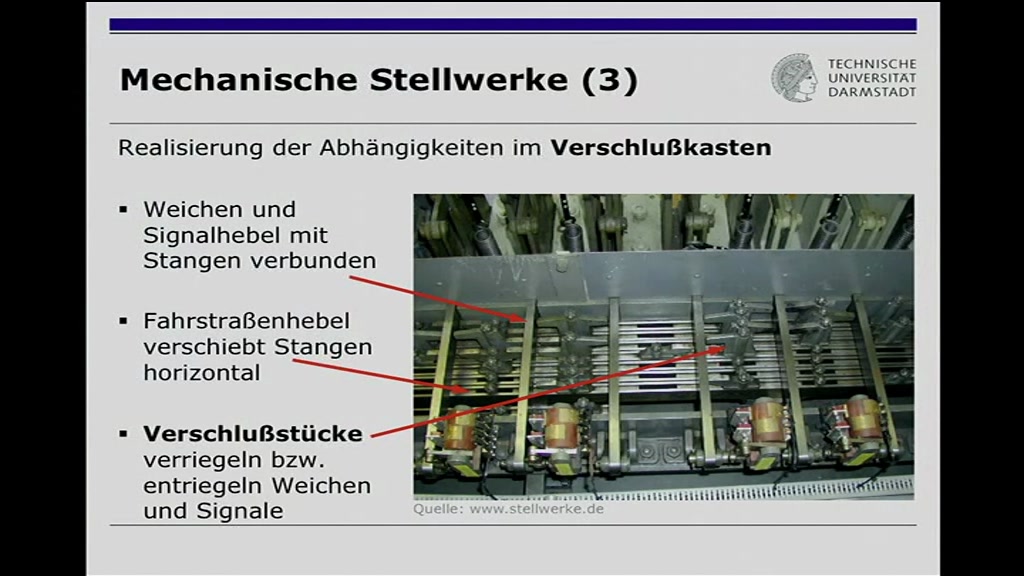 Mechanische Stellwerke (3)
TECHNISCHE
UNIVERSITÄT
DARMSTADT
Realisierung der Abhängigkeiten im Verschlußkasten
▪ Weichen und
Signalhebel mit
Stangen verbunden
▪ Fahrstraßenhebel
verschiebt Stangen
horizontal
▪ Verschlußstücke
verriegeln bzw.
entriegeln Weichen
und Signale
Quelle: www.stellwerke.de